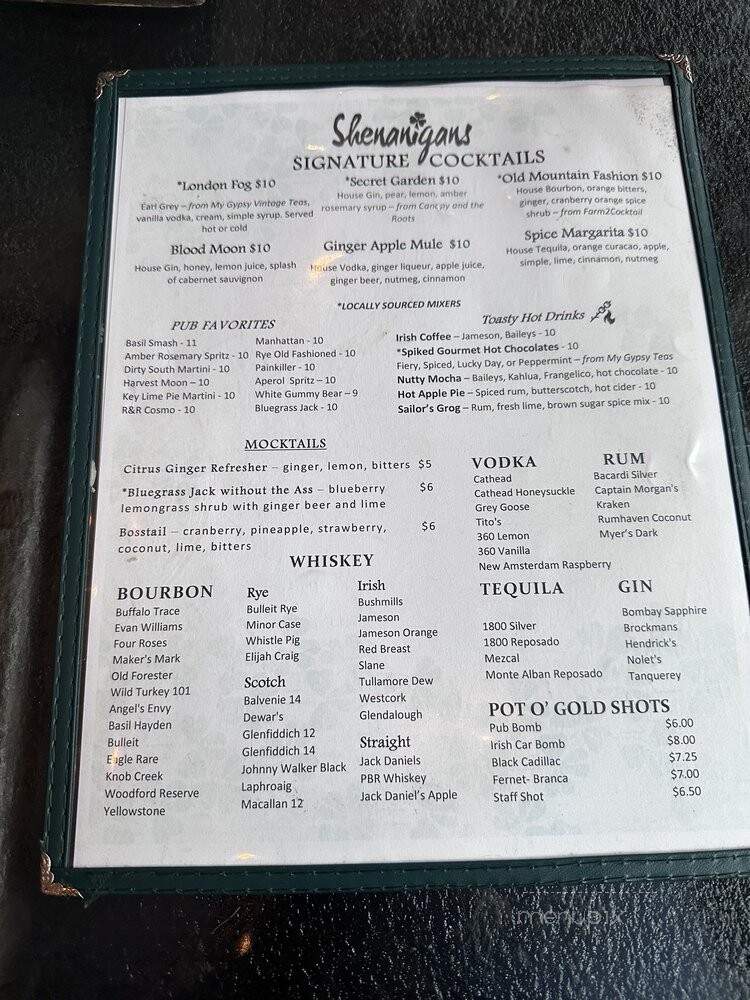 Shenanigans
SIGNATURE COCKTAILS
*London Fog $10
Earl Grey – from My Gypsy Vintage Teas,
vanilla vodka, cream, simple syrup. Served
hot or cold
*Secret Garden $10
House Gin, pear, lemon, amber
rosemary syrup – from Canopy and the
Roots
*Old Mountain Fashion $10
House Bourbon, orange bitters,
ginger, cranberry orange spice
shrub – from Farm2Cocktail
Blood Moon $10
House Gin, honey, lemon juice, splash
of cabernet sauvignon
Ginger Apple Mule $10
House Vodka, ginger liqueur, apple juice,
ginger beer, nutmeg, cinnamon
Spice Margarita $10
House Tequila, orange curacao, apple,
simple, lime, cinnamon, nutmeg
*LOCALLY SOURCED MIXERS
PUB FAVORITES
Basil Smash - 11
Amber Rosemary Spritz - 10
Dirty South Martini - 10
Harvest Moon – 10
Key Lime Pie Martini - 10
R&R Cosmo - 10
Manhattan - 10
Rye Old Fashioned - 10
Painkiller - 10
Aperol Spritz – 10
White Gummy Bear – 9
Bluegrass Jack - 10
Toasty Hot Drinks
Irish Coffee – Jameson, Baileys - 10
*Spiked Gourmet Hot Chocolates - 10
Fiery, Spiced, Lucky Day, or Peppermint – from My Gypsy Teas
Nutty Mocha – Baileys, Kahlua, Frangelico, hot chocolate - 10
Hot Apple Pie – Spiced rum, butterscotch, hot cider - 10
Sailor's Grog – Rum, fresh lime, brown sugar spice mix - 10
MOCKTAILS
Citrus Ginger Refresher – ginger, lemon, bitters $5
*Bluegrass Jack without the Ass – blueberry $6
lemongrass shrub with ginger beer and lime
Bosstail – cranberry, pineapple, strawberry, $6
coconut, lime, bitters
VODKA
Cathead
Cathead Honeysuckle
Grey Goose
Tito's
360 Lemon
360 Vanilla
New Amsterdam Raspberry
RUM
Bacardi Silver
Captain Morgan's
Kraken
Rumhaven Coconut
Myer's Dark
WHISKEY
BOURBON
Buffalo Trace
Evan Williams
Four Roses
Maker's Mark
Old Forester
Wild Turkey 101
Angel's Envy
Basil Hayden
Bulleit
Eagle Rare
Knob Creek
Woodford Reserve
Yellowstone
Rye
Bulleit Rye
Minor Case
Whistle Pig
Elijah Craig
Scotch
Balvenie 14
Dewar's
Glenfiddich 12
Glenfiddich 14
Johnny Walker Black
Laphroaig
Macallan 12
Irish
Bushmills
Jameson
Jameson Orange
Red Breast
Slane
Tullamore Dew
Westcork
Glendalough
Straight
Jack Daniels
PBR Whiskey
Jack Daniel's Apple
TEQUILA
1800 Silver
1800 Reposado
Mezcal
Monte Alban Reposado
GIN
Bombay Sapphire
Brockmans
Hendrick's
Nolet's
Tanquerey
POT O' GOLD SHOTS
Pub Bomb $6.00
Irish Car Bomb $8.00
Black Cadillac $7.25
Fernet- Branca $7.00
Staff Shot $6.50